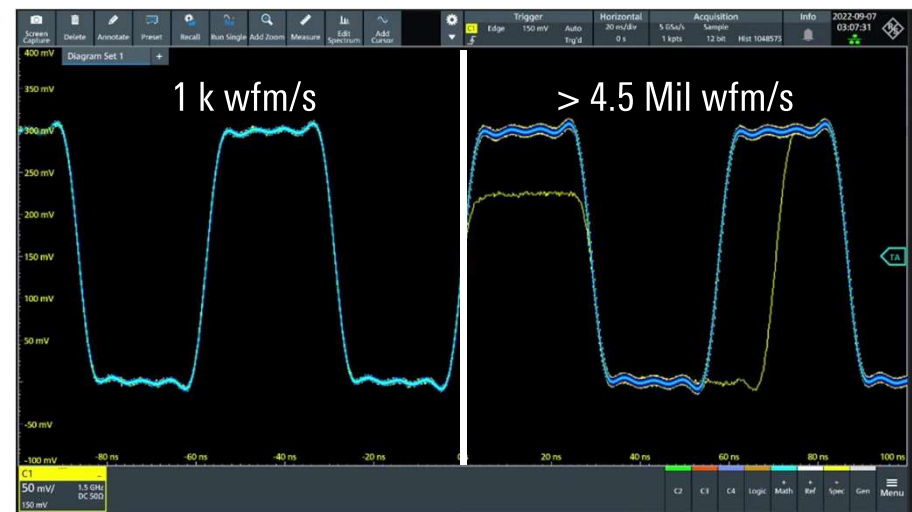 Screen Capture
Delete
Annotate
Preset
Recall
Run Single
Add Zoom
Measure
Edit Spectrum
Add Cursor
Trigger
C1 Edge 150 mV Auto
Trig'd
Horizontal
20 ns/div
0 s
Acquisition
5 GSa/s Sample
1 kpts 12 bit Hist 1048575
Info
2022-09-07
03:07:31
Diagram Set 1 +
1 k wfm/s
> 4.5 Mil wfm/s
400 mV
350 mV
300 mV
250 mV
200 mV
150 mV
100 mV
50 mV
-50 mV
-100 mV
TA
-80 ns -60 ns -40 ns -20 ns 20 ns 40 ns 60 ns 80 ns 100 ns
C1
50 mV/ 1.5 GHz
DC 50Ω
150 mV
C2 C3 C4 Logic Math Ref Spec Gen Menu